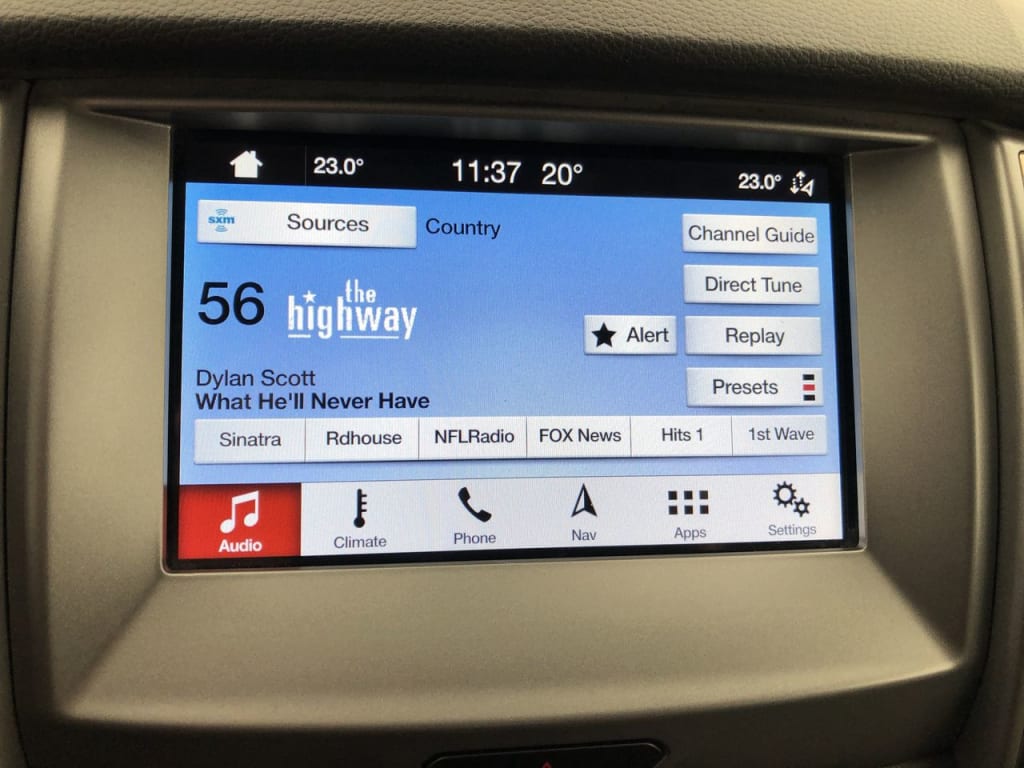 23.0° 11:37 20° 23.0°
sxm Sources Country
Channel Guide
Direct Tune
56 the highway
Alert Replay
Presets
Dylan Scott
What He'll Never Have
Sinatra Rdhouse NFLRadio FOX News Hits 1 1st Wave
Audio Climate Phone Nav Apps Settings